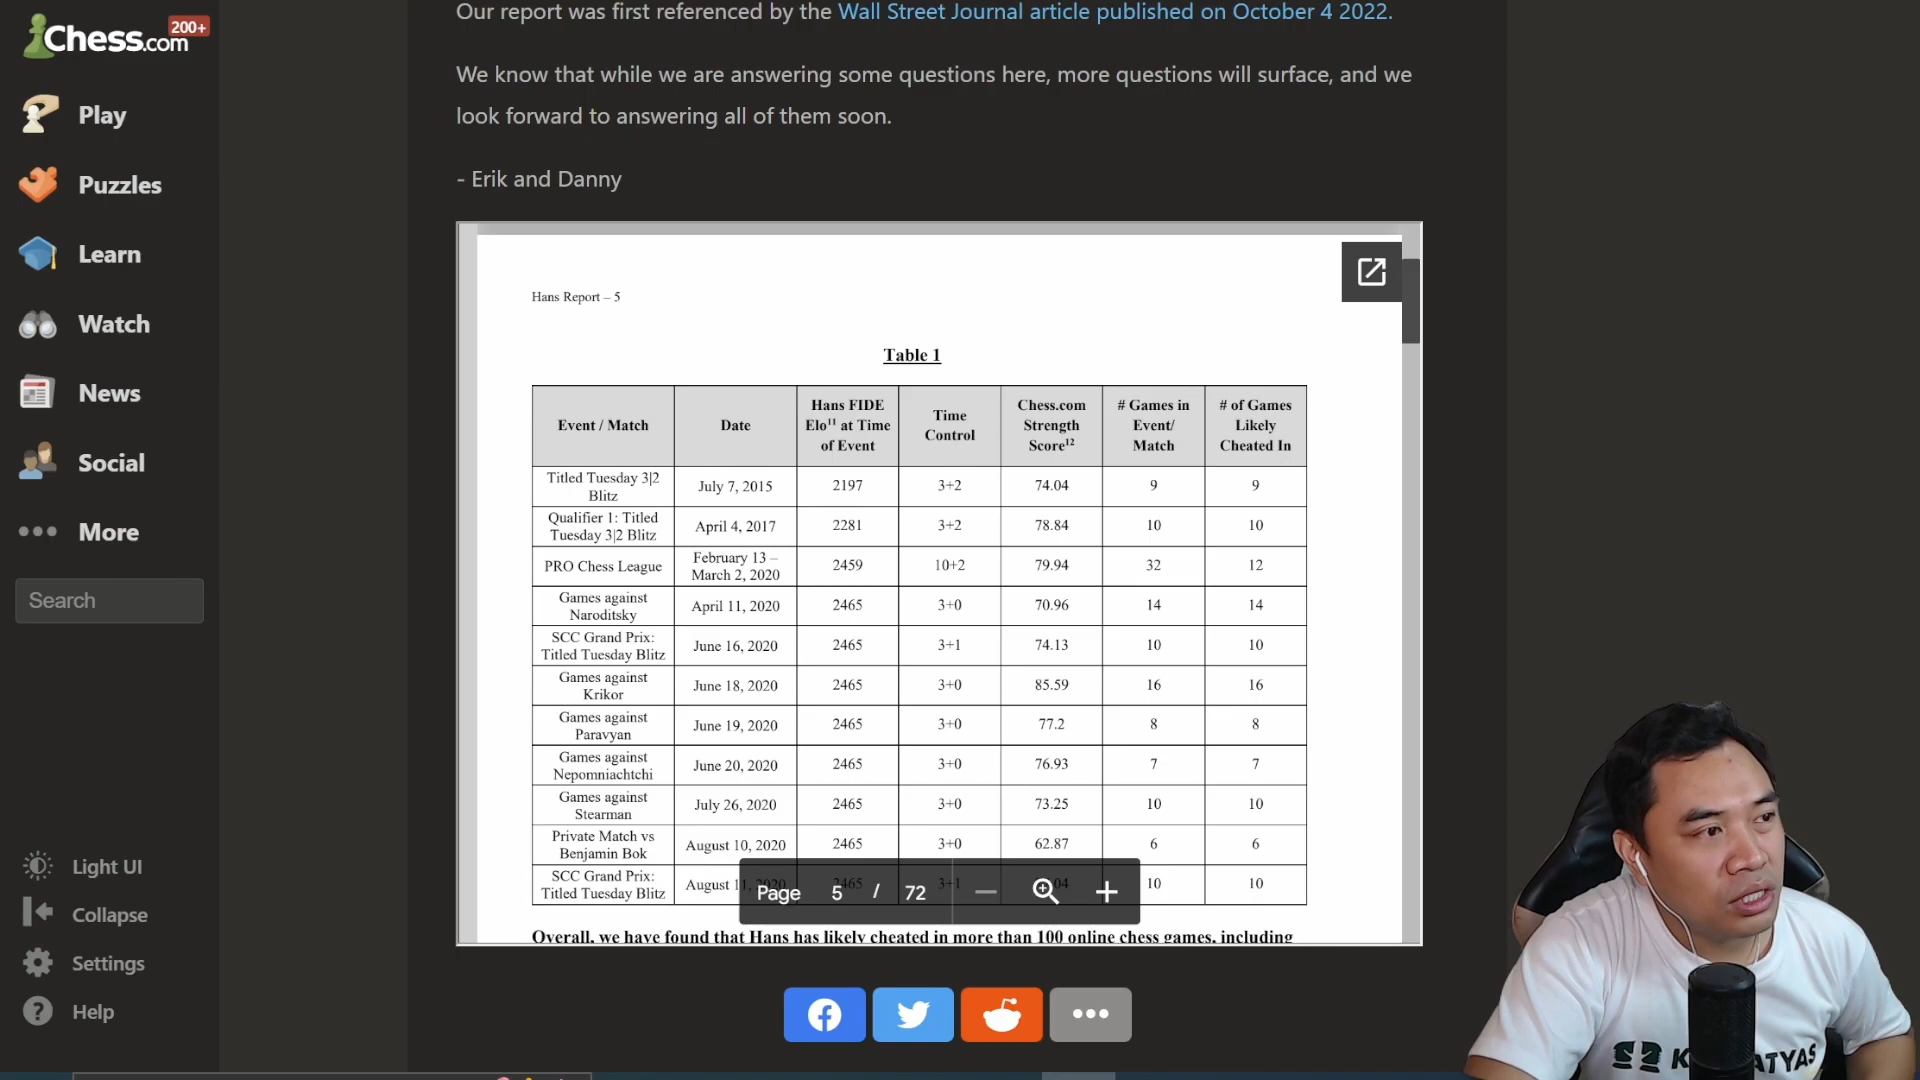 Chess.com
200+
Play
Puzzles
Learn
Watch
News
Social
More
Search
Light UI
Collapse
Settings
Help
Our report was first referenced by the Wall Street Journal article published on October 4 2022.
We know that while we are answering some questions here, more questions will surface, and we
look forward to answering all of them soon.
- Erik and Danny
Hans Report – 5
Table 1
Event / Match | Date | Hans FIDE Elo11 at Time of Event | Time Control | Chess.com Strength Score12 | # Games in Event/ Match | # of Games Likely Cheated In
Titled Tuesday 3|2 Blitz | July 7, 2015 | 2197 | 3+2 | 74.04 | 9 | 9
Qualifier 1: Titled Tuesday 3|2 Blitz | April 4, 2017 | 2281 | 3+2 | 78.84 | 10 | 10
PRO Chess League | February 13 – March 2, 2020 | 2459 | 10+2 | 79.94 | 32 | 12
Games against Naroditsky | April 11, 2020 | 2465 | 3+0 | 70.96 | 14 | 14
SCC Grand Prix: Titled Tuesday Blitz | June 16, 2020 | 2465 | 3+1 | 74.13 | 10 | 10
Games against Krikor | June 18, 2020 | 2465 | 3+0 | 85.59 | 16 | 16
Games against Paravyan | June 19, 2020 | 2465 | 3+0 | 77.2 | 8 | 8
Games against Nepomniachtchi | June 20, 2020 | 2465 | 3+0 | 76.93 | 7 | 7
Games against Stearman | July 26, 2020 | 2465 | 3+0 | 73.25 | 10 | 10
Private Match vs Benjamin Bok | August 10, 2020 | 2465 | 3+0 | 62.87 | 6 | 6
SCC Grand Prix: Titled Tuesday Blitz | August 11, 2020 | 2465 | 3+1 | 10 | 10
Page 5 / 72
Overall, we have found that Hans has likely cheated in more than 100 online chess games, including